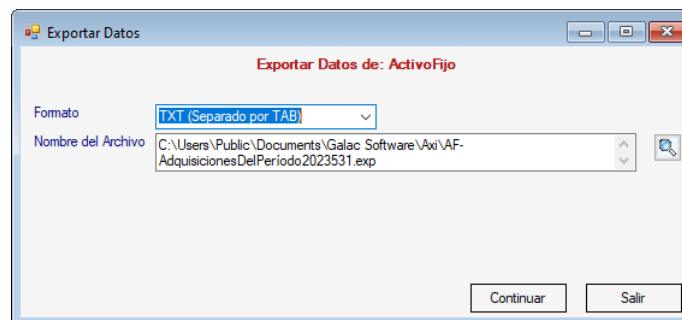 Exportar Datos
Exportar Datos de: ActivoFijo
Formato
TXT (Separado por TAB)
Nombre del Archivo
C:\Users\Public\Documents\Galac Software\Axi\AF-
AdquisicionesDelPeríodo2023531.exp
Continuar
Salir